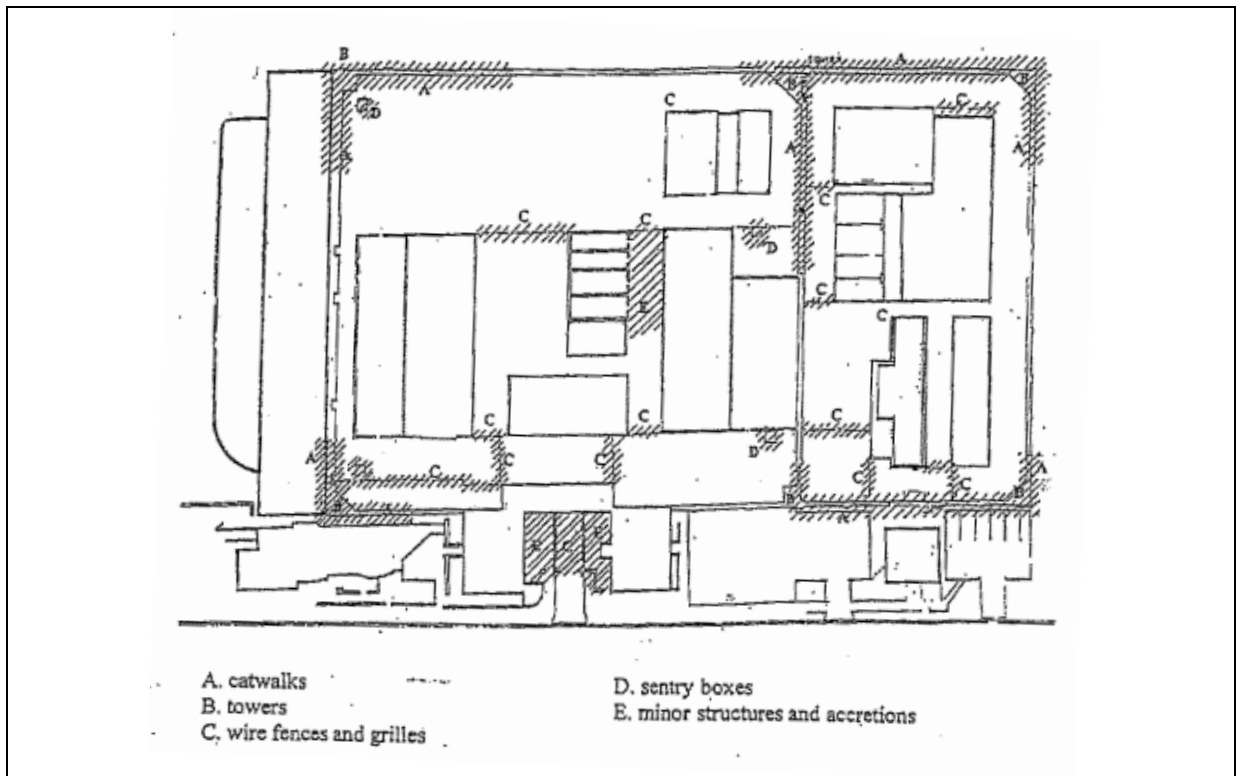 B
A
A
B
A
B
D
C
C
A
A
A
C
C
C
D
C
E
C
C
C
C
C
D
A
C
C
C
C
C
A
B
B
E
C
A. catwalks
B. towers
C. wire fences and grilles
D. sentry boxes
E. minor structures and accretions